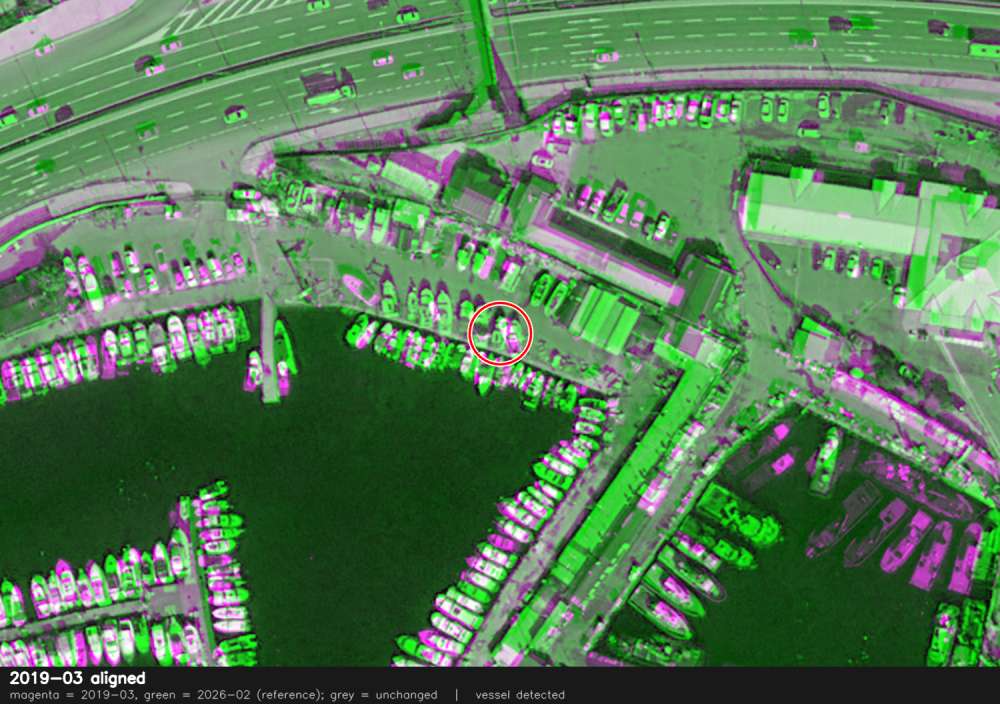 2019-03 aligned
magenta = 2019-03, green = 2026-02 (reference); grey = unchanged | vessel detected